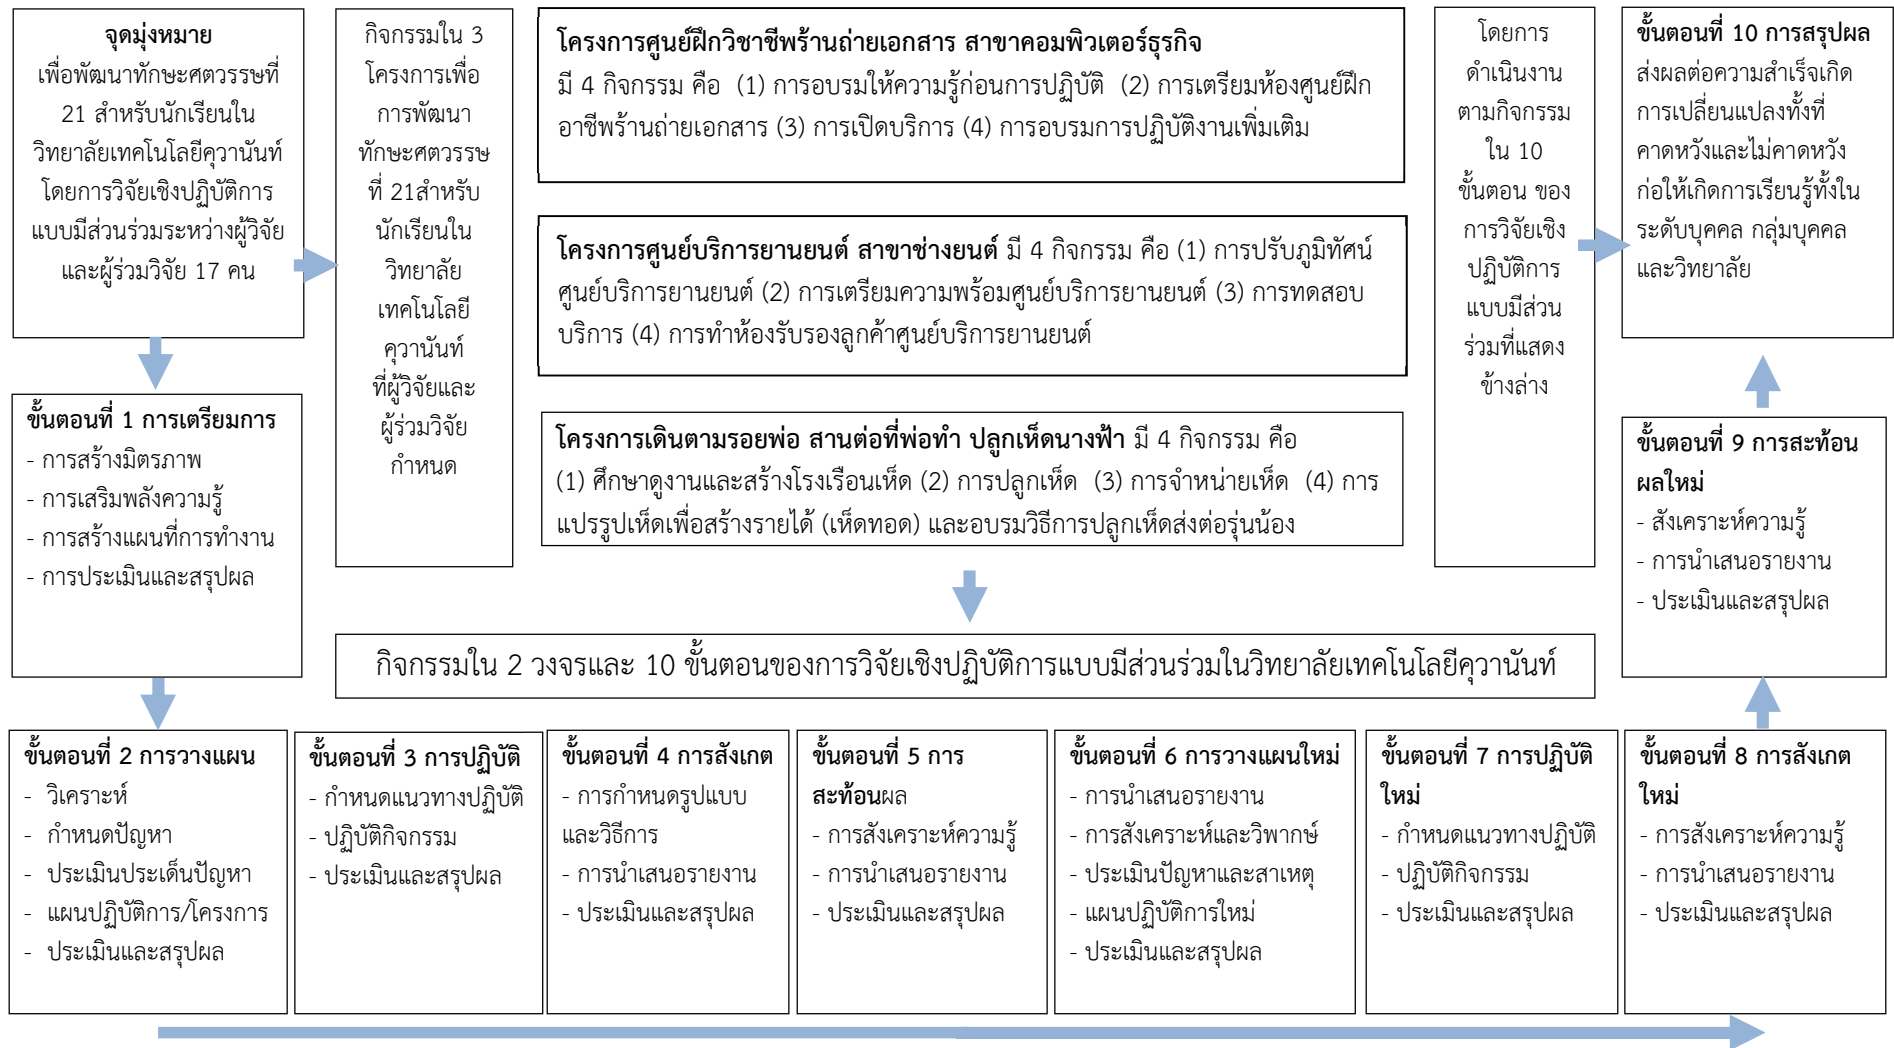 จุดมุ่งหมาย
เพื่อพัฒนาทักษะศตวรรษที่
21 สำหรับนักเรียนใน
วิทยาลัยเทคโนโลยีคุวานันท์
โดยการวิจัยเชิงปฏิบัติการ
แบบมีส่วนร่วมระหว่างผู้วิจัย
และผู้ร่วมวิจัย 17 คน
กิจกรรมใน 3
โครงการเพื่อ
การพัฒนา
ทักษะศตวรรษ
ที่ 21สำหรับ
นักเรียนใน
วิทยาลัย
เทคโนโลยี
คุวานันท์
ที่ผู้วิจัยและ
ผู้ร่วมวิจัย
กำหนด
โครงการศูนย์ฝึกวิชาชีพร้านถ่ายเอกสาร สาขาคอมพิวเตอร์ธุรกิจ
มี 4 กิจกรรม คือ (1) การอบรมให้ความรู้ก่อนการปฏิบัติ (2) การเตรียมห้องศูนย์ฝึก
อาชีพร้านถ่ายเอกสาร (3) การเปิดบริการ (4) การอบรมการปฏิบัติงานเพิ่มเติม
โครงการศูนย์บริการยานยนต์ สาขาช่างยนต์ มี 4 กิจกรรม คือ (1) การปรับภูมิทัศน์
ศูนย์บริการยานยนต์ (2) การเตรียมความพร้อมศูนย์บริการยานยนต์ (3) การทดสอบ
บริการ (4) การทำห้องรับรองลูกค้าศูนย์บริการยานยนต์
โครงการเดินตามรอยพ่อ สานต่อที่พ่อทำ ปลูกเห็ดนางฟ้า มี 4 กิจกรรม คือ
(1) ศึกษาดูงานและสร้างโรงเรือนเห็ด (2) การปลูกเห็ด (3) การจำหน่ายเห็ด (4) การ
แปรรูปเห็ดเพื่อสร้างรายได้ (เห็ดทอด) และอบรมวิธีการปลูกเห็ดส่งต่อรุ่นน้อง
โดยการ
ดำเนินงาน
ตามกิจกรรม
ใน 10
ขั้นตอน ของ
การวิจัยเชิง
ปฏิบัติการ
แบบมีส่วน
ร่วมที่แสดง
ข้างล่าง
ขั้นตอนที่ 10 การสรุปผล
ส่งผลต่อความสำเร็จเกิด
การเปลี่ยนแปลงทั้งที่
คาดหวังและไม่คาดหวัง
ก่อให้เกิดการเรียนรู้ทั้งใน
ระดับบุคคล กลุ่มบุคคล
และวิทยาลัย
ขั้นตอนที่ 1 การเตรียมการ
- การสร้างมิตรภาพ
- การเสริมพลังความรู้
- การสร้างแผนที่การทำงาน
- การประเมินและสรุปผล
ขั้นตอนที่ 9 การสะท้อน
ผลใหม่
- สังเคราะห์ความรู้
- การนำเสนอรายงาน
- ประเมินและสรุปผล
กิจกรรมใน 2 วงจรและ 10 ขั้นตอนของการวิจัยเชิงปฏิบัติการแบบมีส่วนร่วมในวิทยาลัยเทคโนโลยีคุวานันท์
ขั้นตอนที่ 2 การวางแผน
- วิเคราะห์
- กำหนดปัญหา
- ประเมินประเด็นปัญหา
- แผนปฏิบัติการ/โครงการ
- ประเมินและสรุปผล
ขั้นตอนที่ 3 การปฏิบัติ
- กำหนดแนวทางปฏิบัติ
- ปฏิบัติกิจกรรม
- ประเมินและสรุปผล
ขั้นตอนที่ 4 การสังเกต
- การกำหนดรูปแบบ
และวิธีการ
- การนำเสนอรายงาน
- ประเมินและสรุปผล
ขั้นตอนที่ 5 การ
สะท้อนผล
- การสังเคราะห์ความรู้
- การนำเสนอรายงาน
- ประเมินและสรุปผล
ขั้นตอนที่ 6 การวางแผนใหม่
- การนำเสนอรายงาน
- การสังเคราะห์และวิพากษ์
- ประเมินปัญหาและสาเหตุ
- แผนปฏิบัติการใหม่
- ประเมินและสรุปผล
ขั้นตอนที่ 7 การปฏิบัติ
ใหม่
- กำหนดแนวทางปฏิบัติ
- ปฏิบัติกิจกรรม
- ประเมินและสรุปผล
ขั้นตอนที่ 8 การสังเกต
ใหม่
- การสังเคราะห์ความรู้
- การนำเสนอรายงาน
- ประเมินและสรุปผล